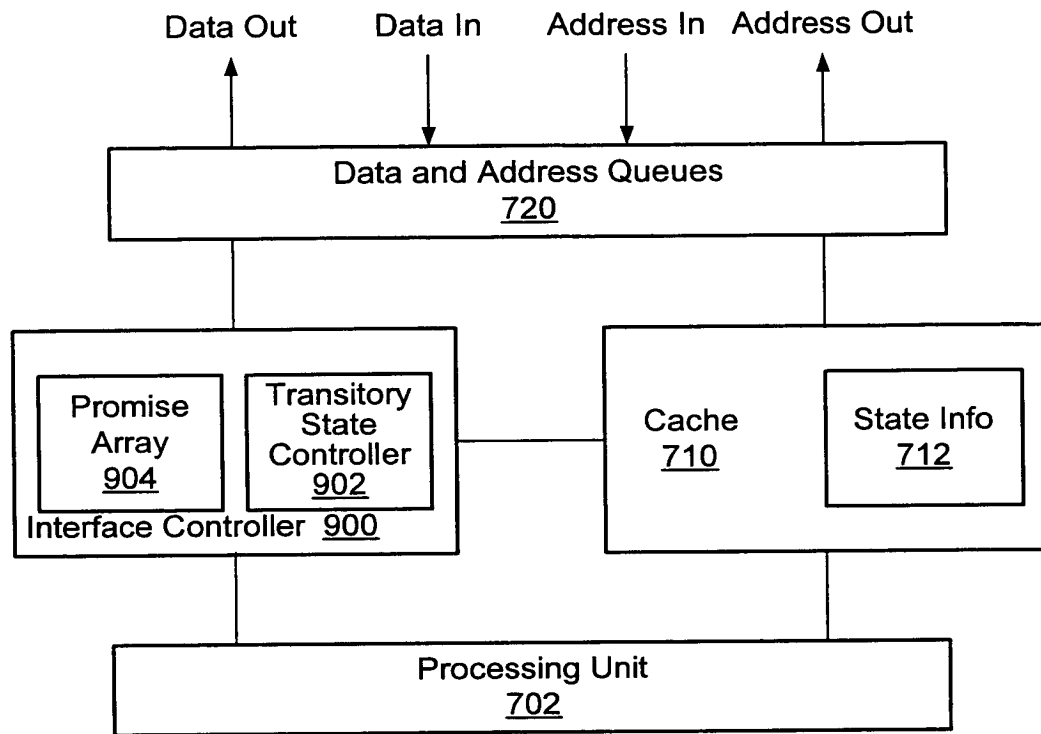 Data Out
Data In
Address In
Address Out
Data and Address Queues
720
Promise
Array
904
Transitory
State
Controller
902
Interface Controller 900
Cache
710
State Info
712
Processing Unit
702